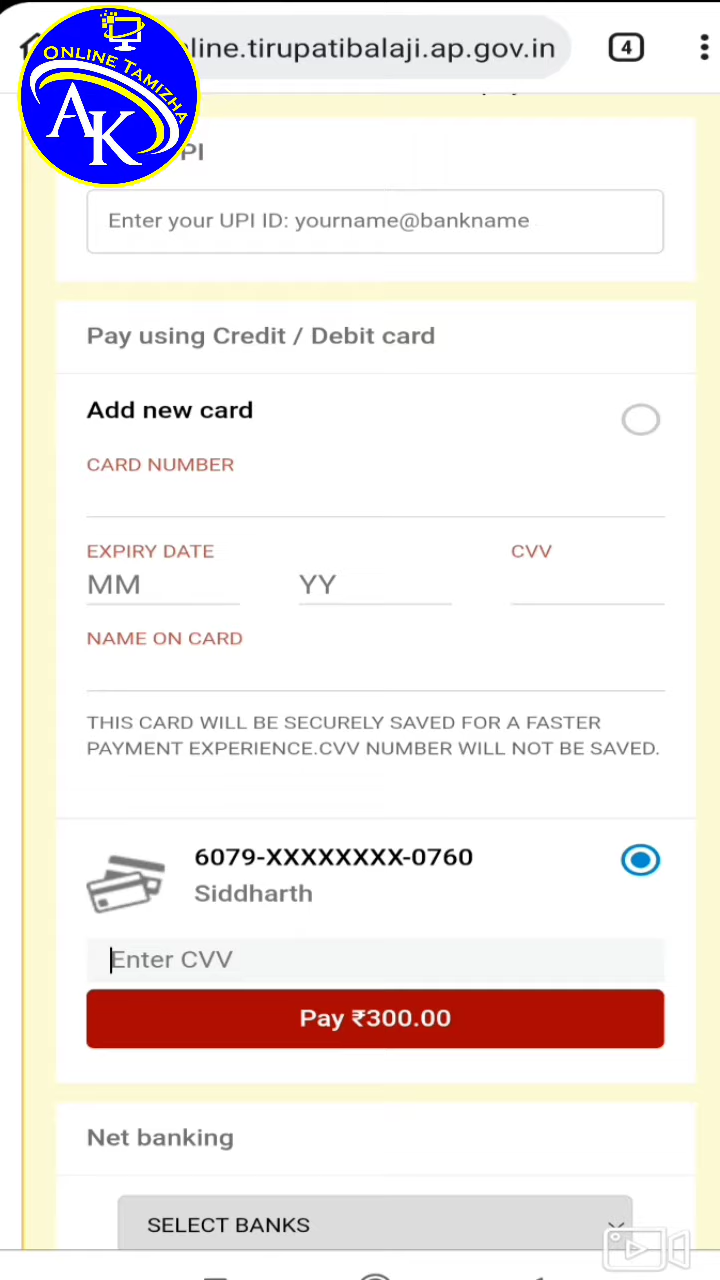 ONLINE TAMIZHA
AK
line.tirupatibalaji.ap.gov.in
4
PI
Enter your UPI ID: yourname@bankname
Pay using Credit / Debit card
Add new card
CARD NUMBER
EXPIRY DATE
CVV
MM
YY
NAME ON CARD
THIS CARD WILL BE SECURELY SAVED FOR A FASTER
PAYMENT EXPERIENCE.CVV NUMBER WILL NOT BE SAVED.
6079-XXXXXXXX-0760
Siddharth
Enter CVV
Pay ₹300.00
Net banking
SELECT BANKS